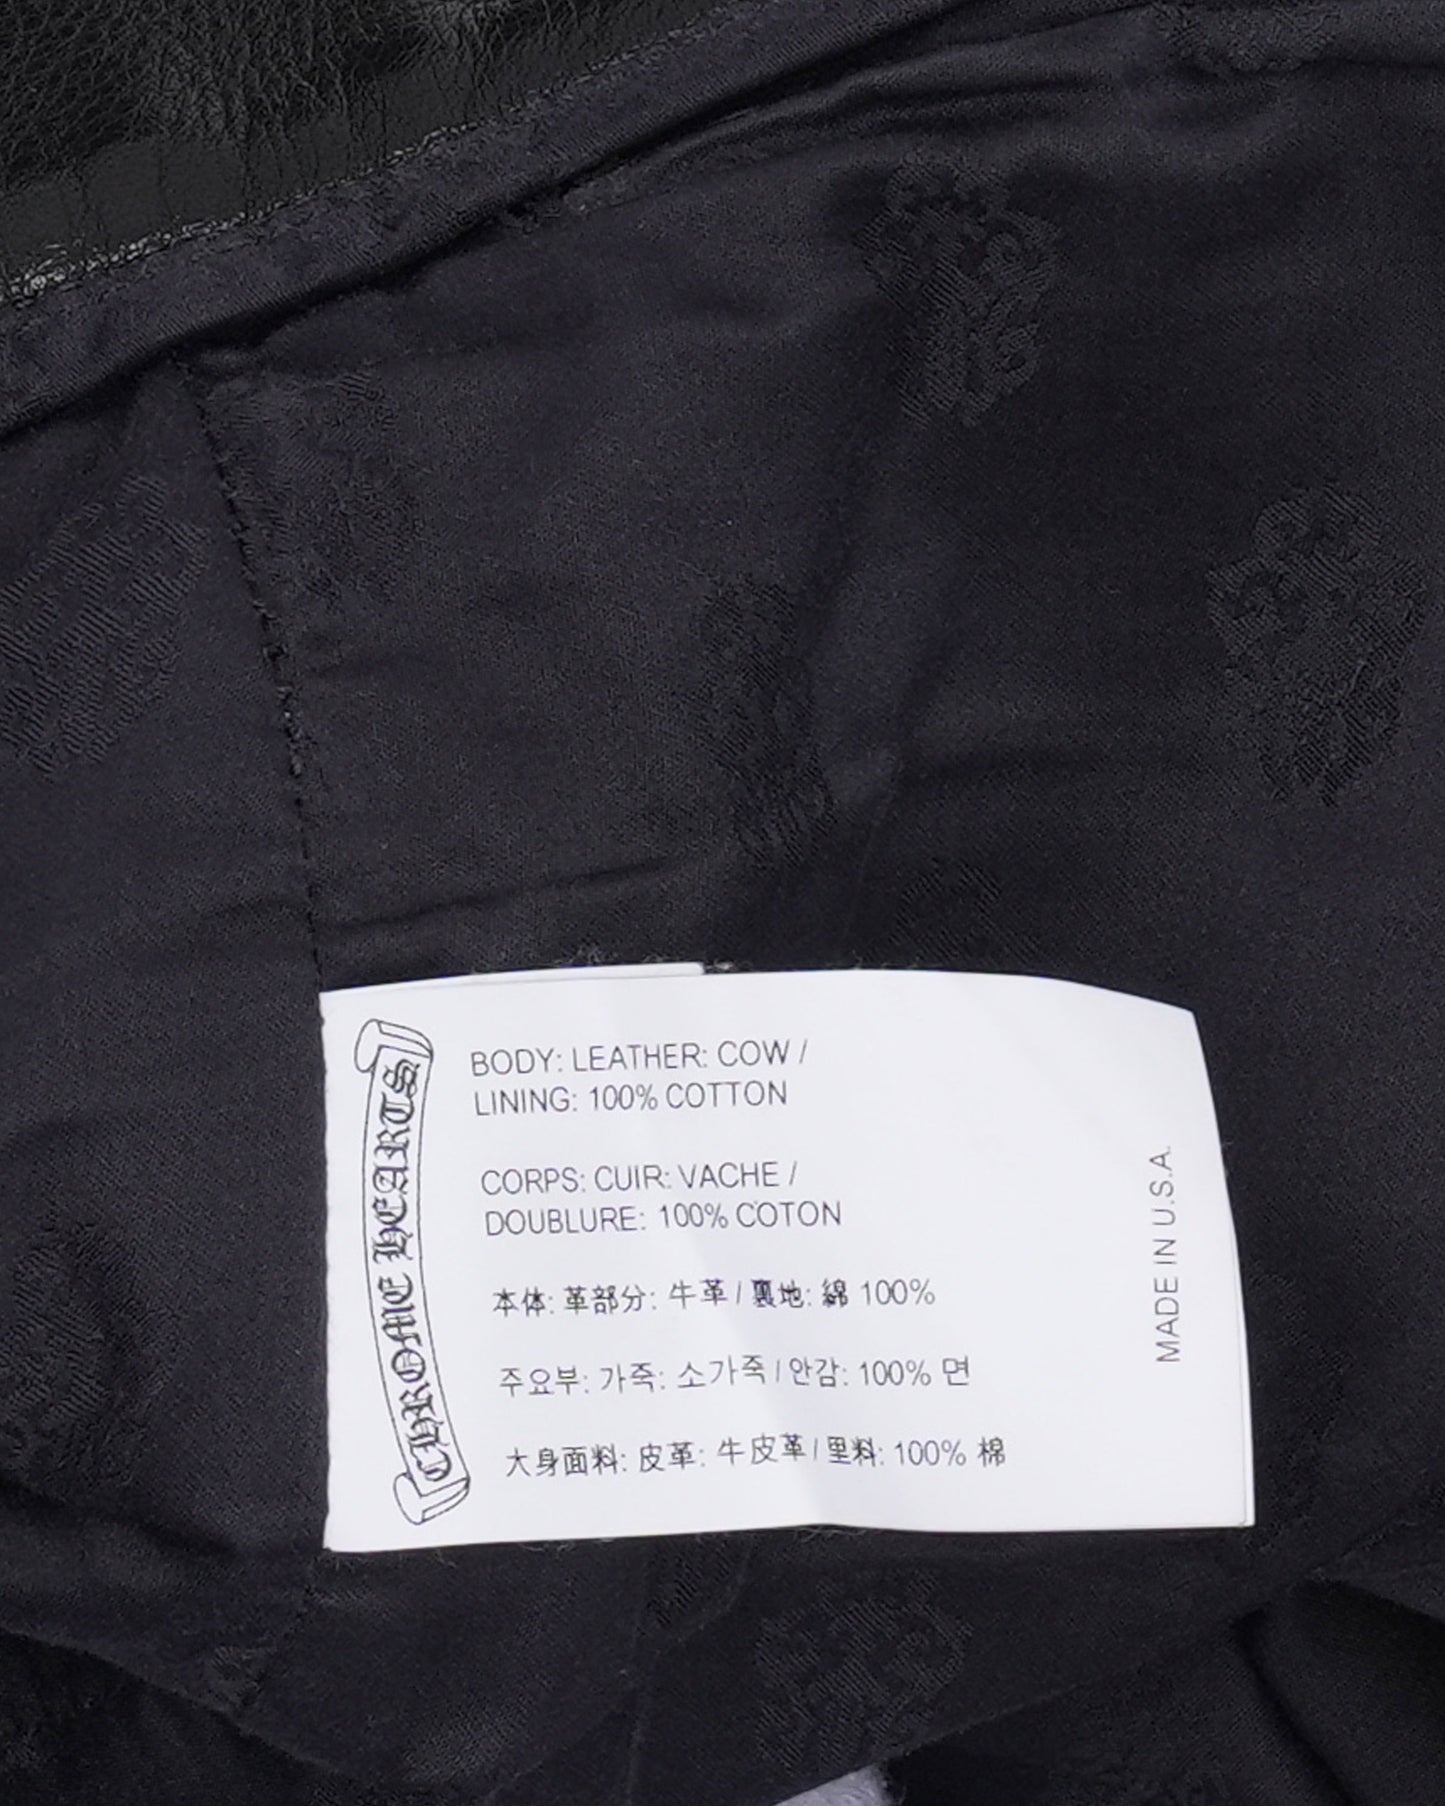 CHROME HEARTS
BODY: LEATHER: COW /
LINING: 100% COTTON
CORPS: CUIR: VACHE /
DOUBLURE: 100% COTON
本体: 革部分: 牛革 / 裏地: 綿 100%
주요부: 가죽: 소가죽 / 안감: 100% 면
大身面料: 皮革: 牛皮革 / 里料: 100% 棉
MADE IN U.S.A.